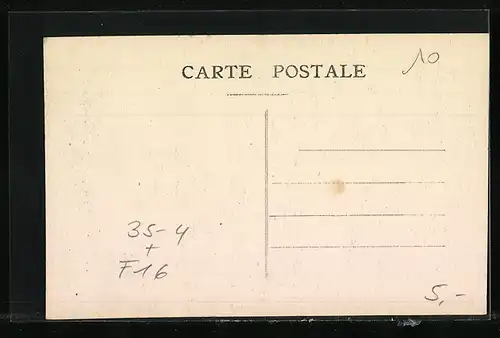 CARTE POSTALE
10
35-4
+
F16
5,-